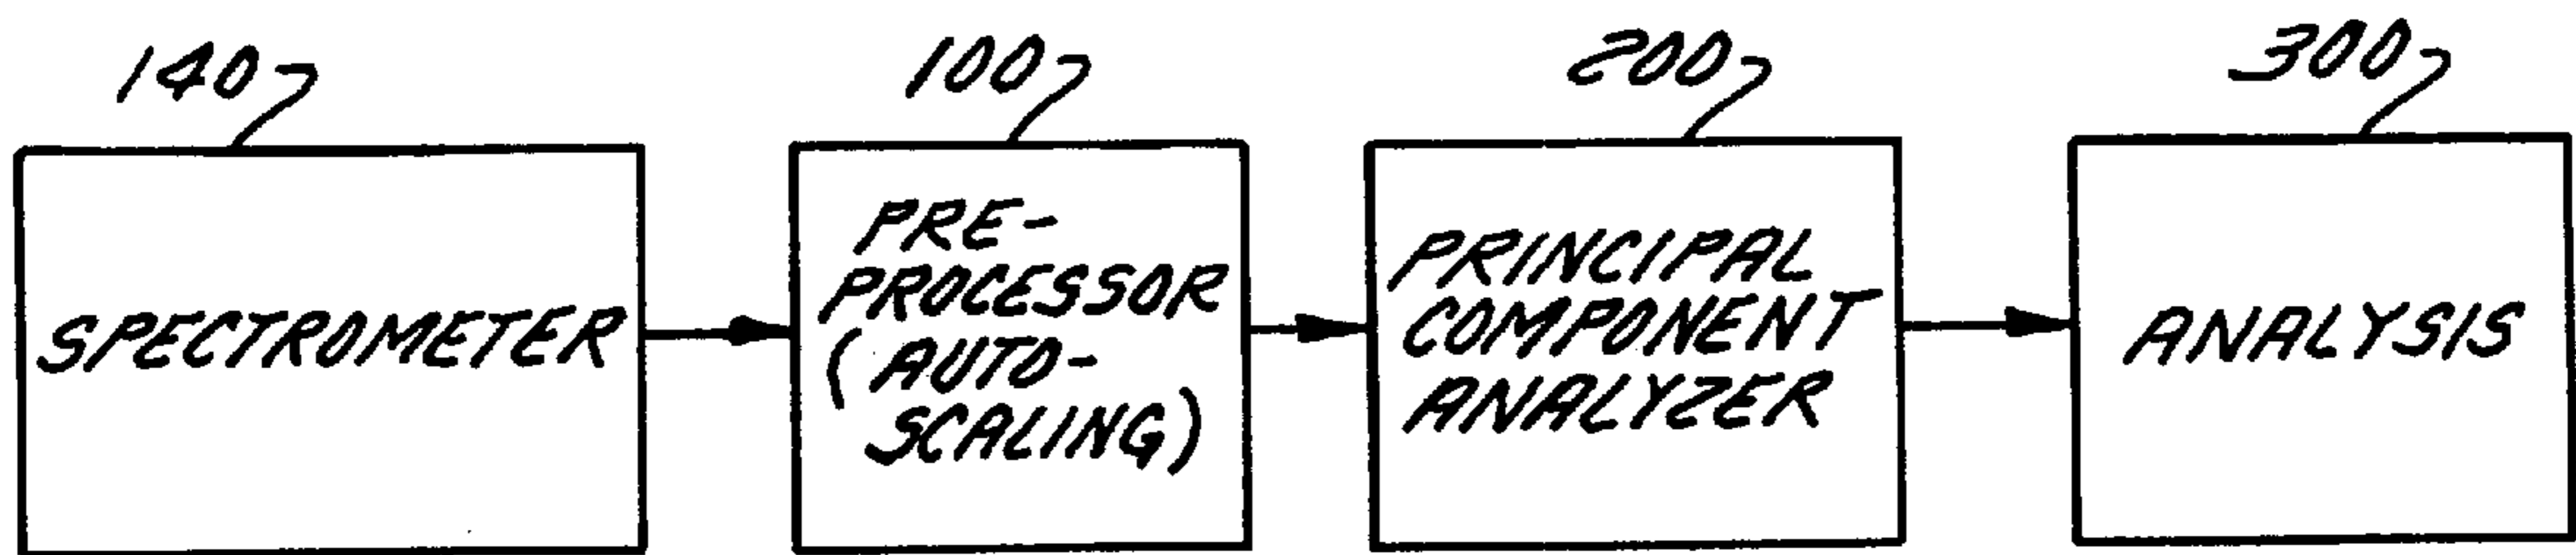 140
100
200
300
SPECTROMETER
PRE-
PROCESSOR
(AUTO-
SCALING)
PRINCIPAL
COMPONENT
ANALYZER
ANALYSIS